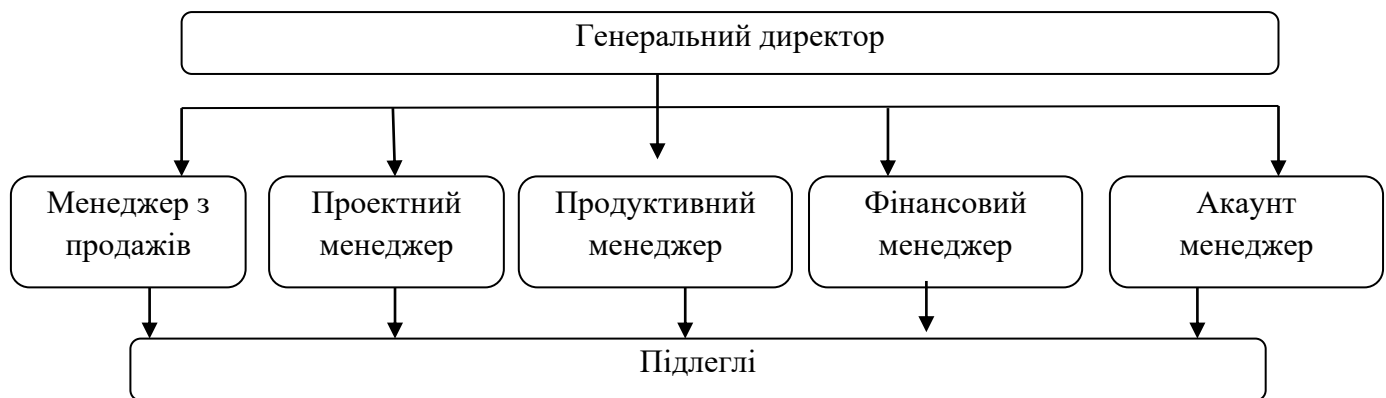 Генеральний директор
Менеджер з
продажів
Проектний
менеджер
Продуктивний
менеджер
Фінансовий
менеджер
Акаунт
менеджер
Підлеглі